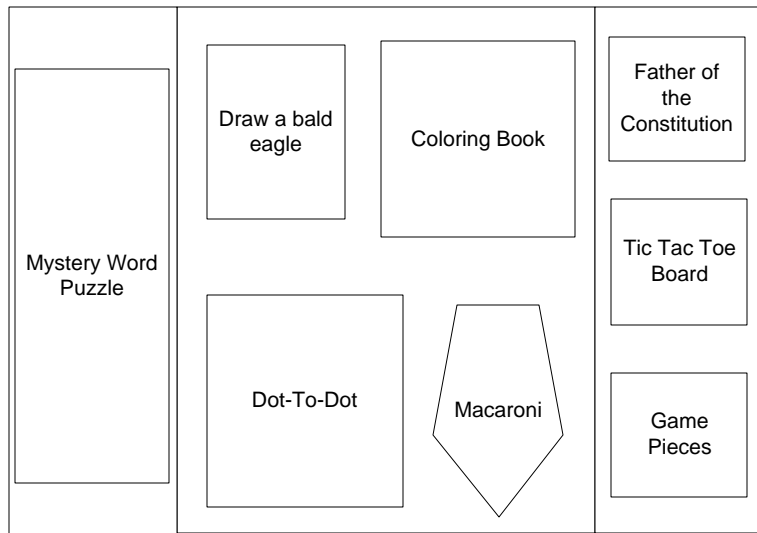 Mystery Word
Puzzle
Draw a bald
eagle
Coloring Book
Dot-To-Dot
Macaroni
Father of
the
Constitution
Tic Tac Toe
Board
Game
Pieces